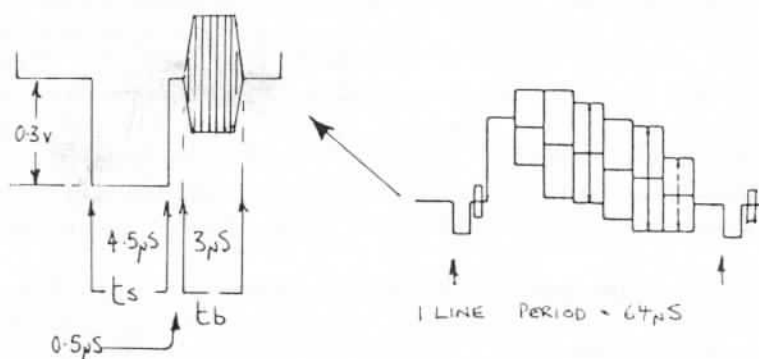 0.3v
4.5µS
3µS
ts
tb
0.5µS
1 LINE PERIOD = 64µS